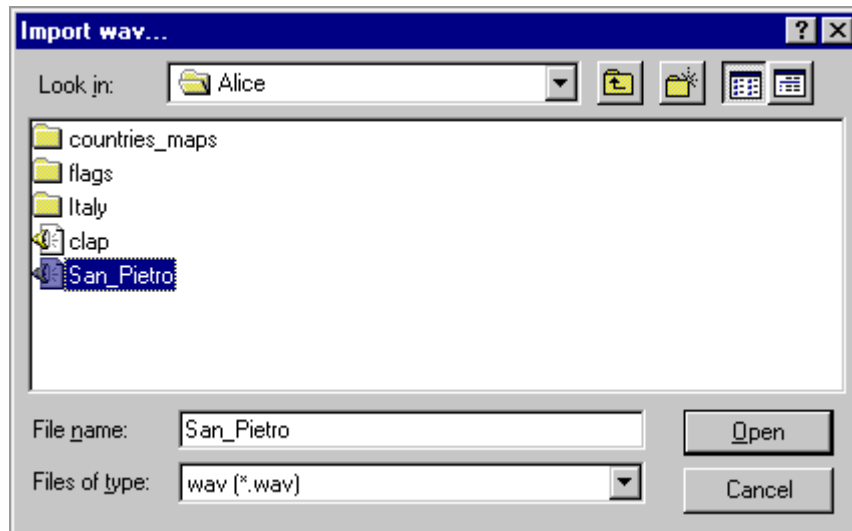 Import wav...
Look in: Alice
countries_maps
flags
Italy
clap
San_Pietro
File name: San_Pietro Open
Files of type: wav (*.wav) Cancel